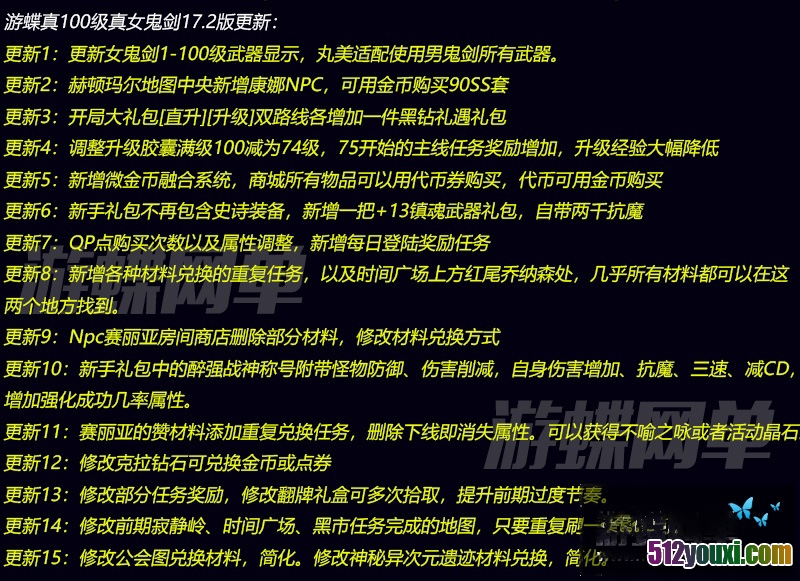 游蝶真100级真女鬼剑17.2版更新：
更新1：更新女鬼剑1-100级武器显示，丸美适配使用男鬼剑所有武器。
更新2：赫顿玛尔地图中央新增康娜NPC，可用金币购买90SS套
更新3：开局大礼包[直升][升级]双路线各增加一件黑钻礼遇礼包
更新4：调整升级胶囊满级100减为74级，75开始的主线任务奖励增加，升级经验大幅降低
更新5：新增微金币融合系统，商城所有物品可以用代币券购买，代币可用金币购买
更新6：新手礼包不再包含史诗装备，新增一把+13镇魂武器礼包，自带两千抗魔
更新7：QP点购买次数以及属性调整，新增每日登陆奖励任务
更新8：新增各种材料兑换的重复任务，以及时间广场上方红尾乔纳森处，几乎所有材料都可以在这
两个地方找到。
更新9：Npc赛丽亚房间商店删除部分材料，修改材料兑换方式
更新10：新手礼包中的醉强战神称号附带怪物防御、伤害削减，自身伤害增加、抗魔、三速、减CD，
增加强化成功几率属性。
更新11：赛丽亚的赞材料添加重复兑换任务，删除下线即消失属性。可以获得不喻之咏或者活动晶石
更新12：修改克拉钻石可兑换金币或点券
更新13：修改部分任务奖励，修改翻牌礼盒可多次拾取，提升前期过度节奏。
更新14：修改前期寂静岭、时间广场、黑市任务完成的地图，只要重复刷一
更新15：修改公会图兑换材料，简化。修改神秘异次元遗迹材料兑换，简化
游蝶网单
游蝶网单
512youxi.com